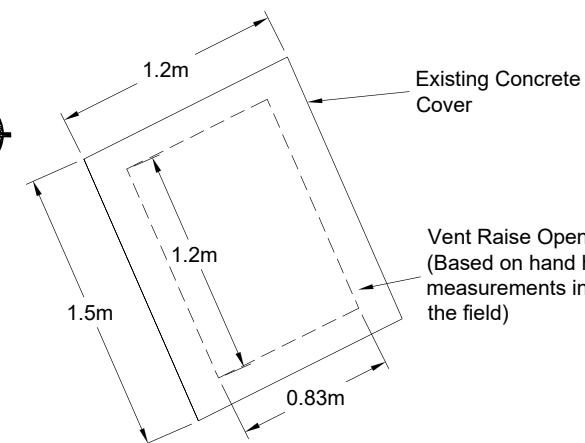 1.2m
Existing Concrete
Cover
1.2m
Vent Raise Open
(Based on hand
measurements in
the field)
1.5m
0.83m